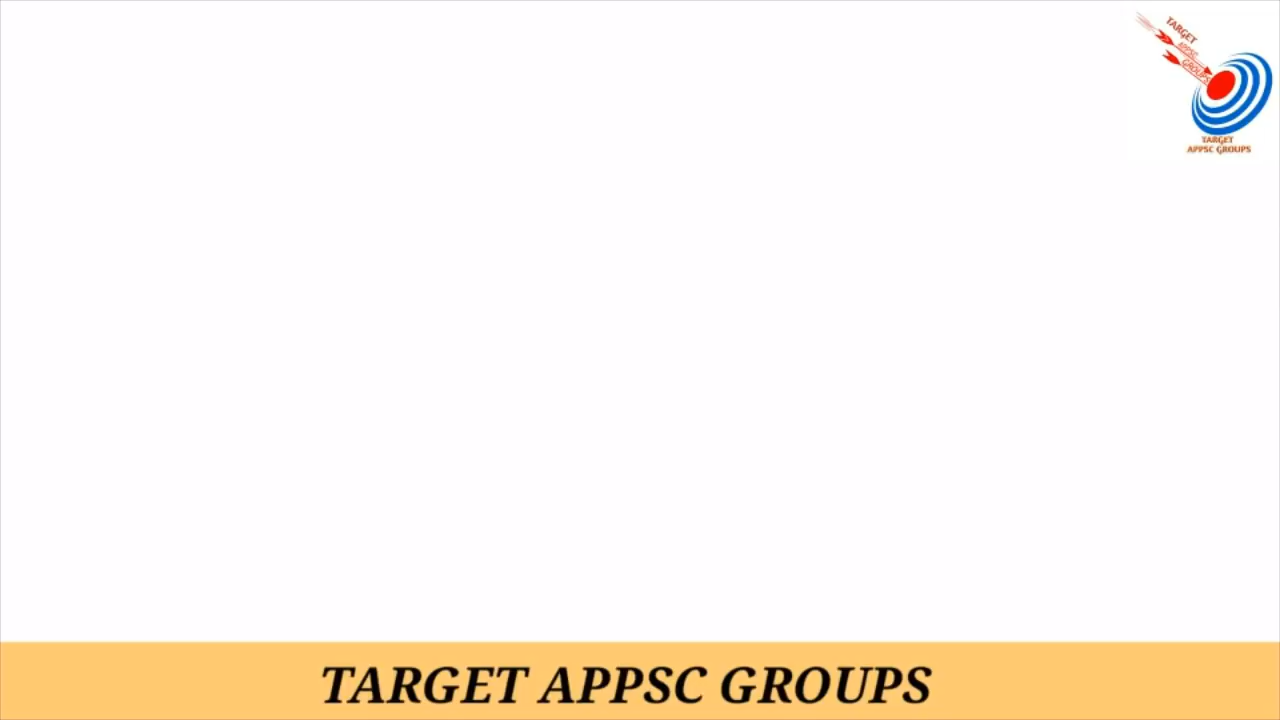 TARGET
APPSC
GROUPS
TARGET
APPSC GROUPS
TARGET APPSC GROUPS